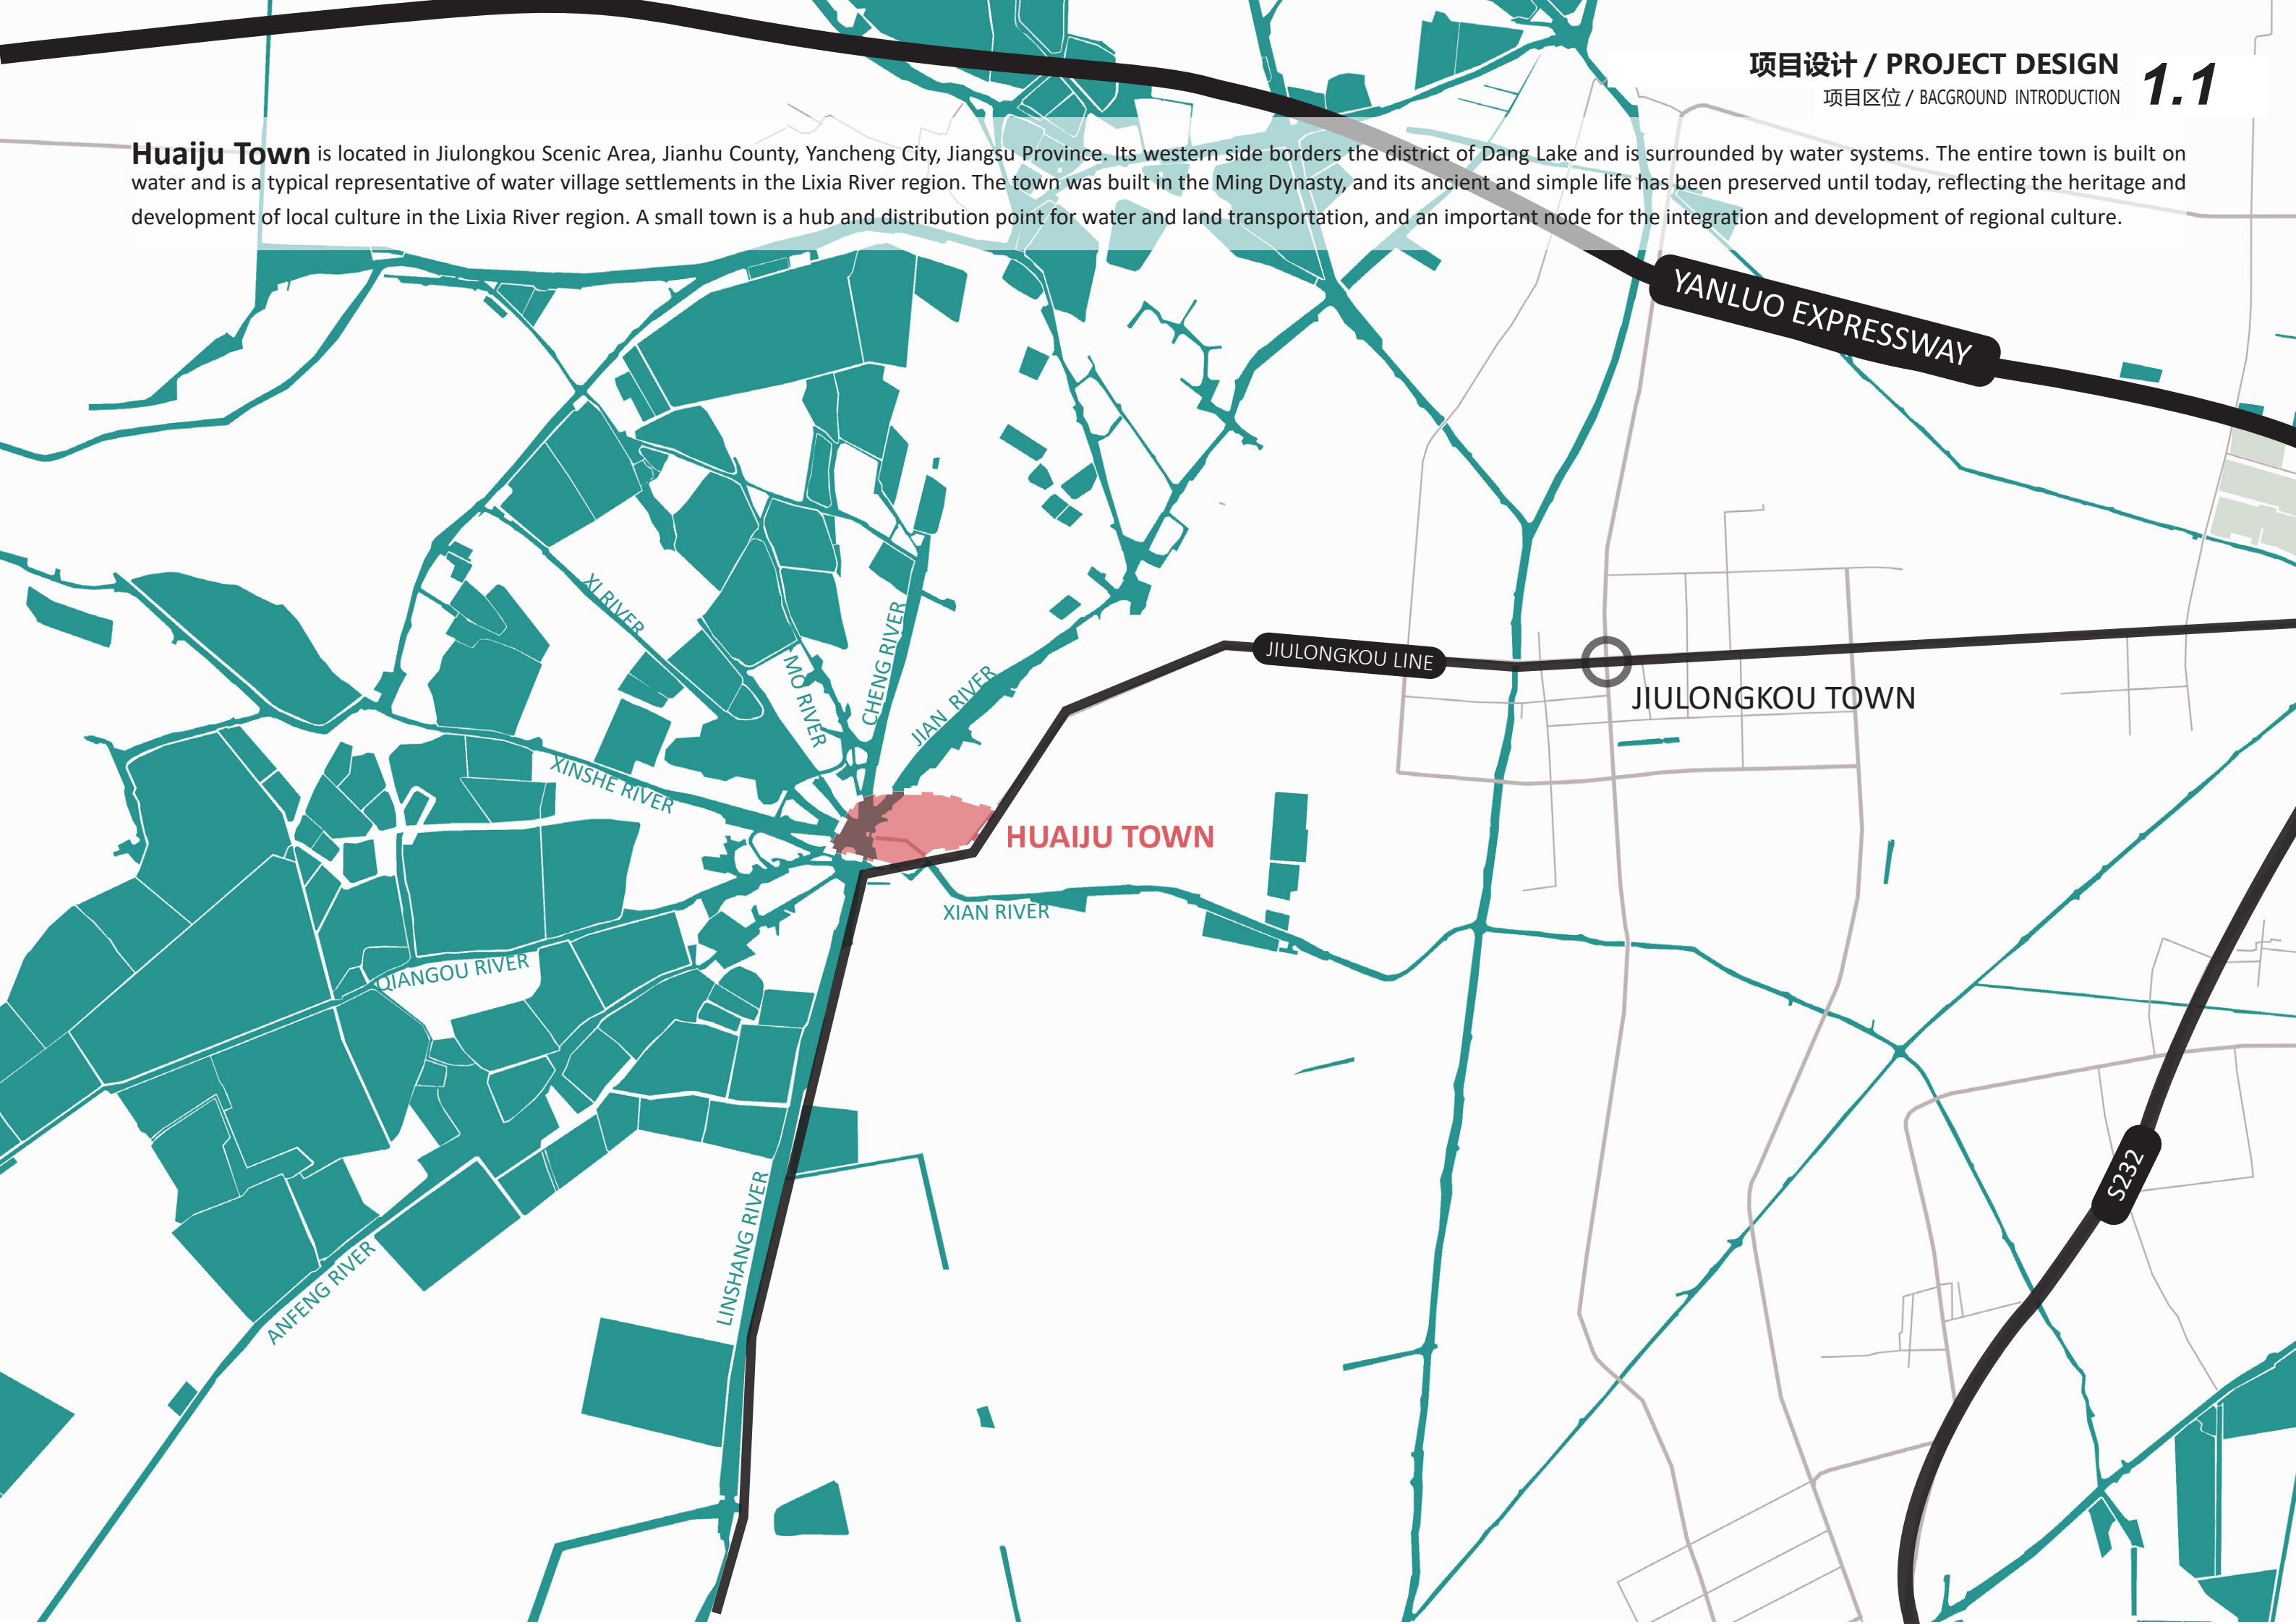 项目设计 / PROJECT DESIGN
项目区位 / BACGROUND INTRODUCTION
1.1
Huaiju Town is located in Jiulongkou Scenic Area, Jianhu County, Yancheng City, Jiangsu Province. Its western side borders the district of Dang Lake and is surrounded by water systems. The entire town is built on
water and is a typical representative of water village settlements in the Lixia River region. The town was built in the Ming Dynasty, and its ancient and simple life has been preserved until today, reflecting the heritage and
development of local culture in the Lixia River region. A small town is a hub and distribution point for water and land transportation, and an important node for the integration and development of regional culture.
YANLUO EXPRESSWAY
XI RIVER
MO RIVER
CHENG RIVER
JIAN RIVER
JIULONGKOU LINE
JIULONGKOU TOWN
XINSHE RIVER
HUAIJU TOWN
XIAN RIVER
QIANGOU RIVER
S232
LINSHANG RIVER
ANFENG RIVER